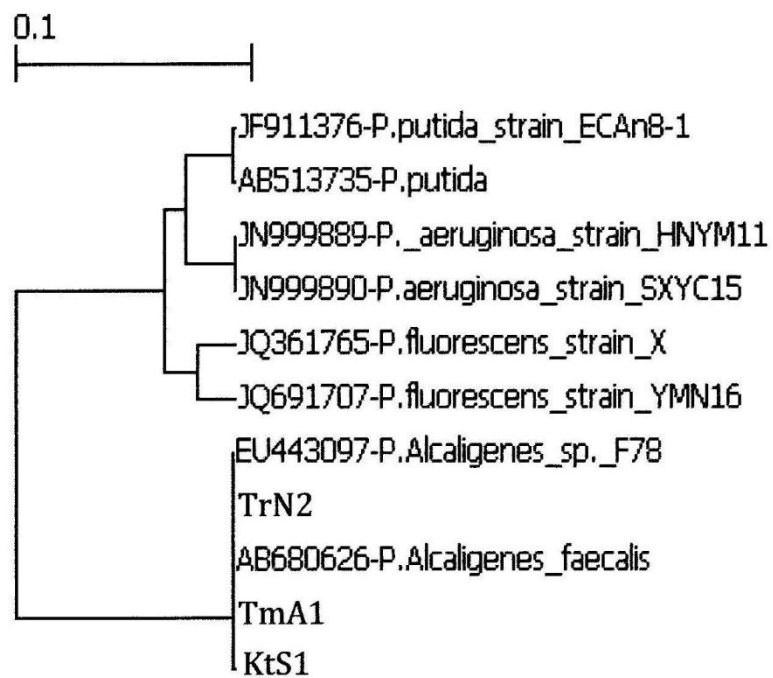 0.1
JF911376-P.putida_strain_ECAn8-1
AB513735-P.putida
JN999889-P._aeruginosa_strain_HNYM11
JN999890-P.aeruginosa_strain_SXYC15
JQ361765-P.fluorescens_strain_X
JQ691707-P.fluorescens_strain_YMN16
EU443097-P.Alcaligenes_sp._F78
TrN2
AB680626-P.Alcaligenes_faecalis
TmA1
KtS1